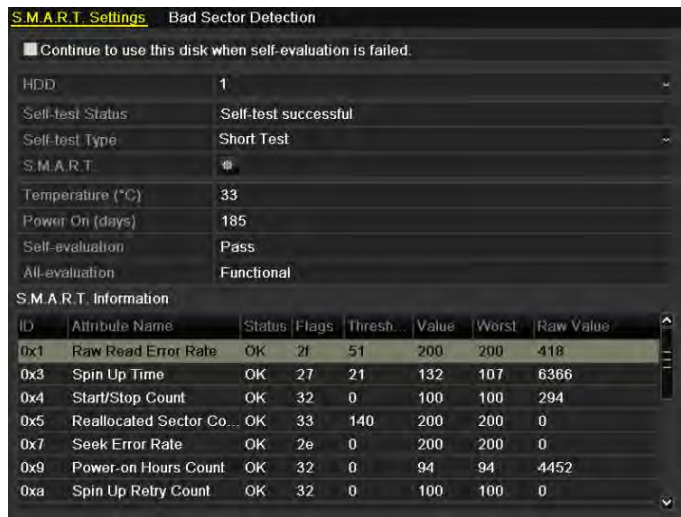 S.M.A.R.T. Settings Bad Sector Detection
Continue to use this disk when self-evaluation is failed.
HDD 1
Self-test Status Self-test successful
Self-test Type Short Test
S.M.A.R.T.
Temperature (°C) 33
Power On (days) 185
Self-evaluation Pass
All-evaluation Functional
S.M.A.R.T. Information
ID Attribute Name Status Flags Thresh... Value Worst Raw Value
0x1 Raw Read Error Rate OK 2f 51 200 200 418
0x3 Spin Up Time OK 27 21 132 107 6366
0x4 Start/Stop Count OK 32 0 100 100 294
0x5 Reallocated Sector Co... OK 33 140 200 200 0
0x7 Seek Error Rate OK 2e 0 200 200 0
0x9 Power-on Hours Count OK 32 0 94 94 4452
0xa Spin Up Retry Count OK 32 0 100 100 0